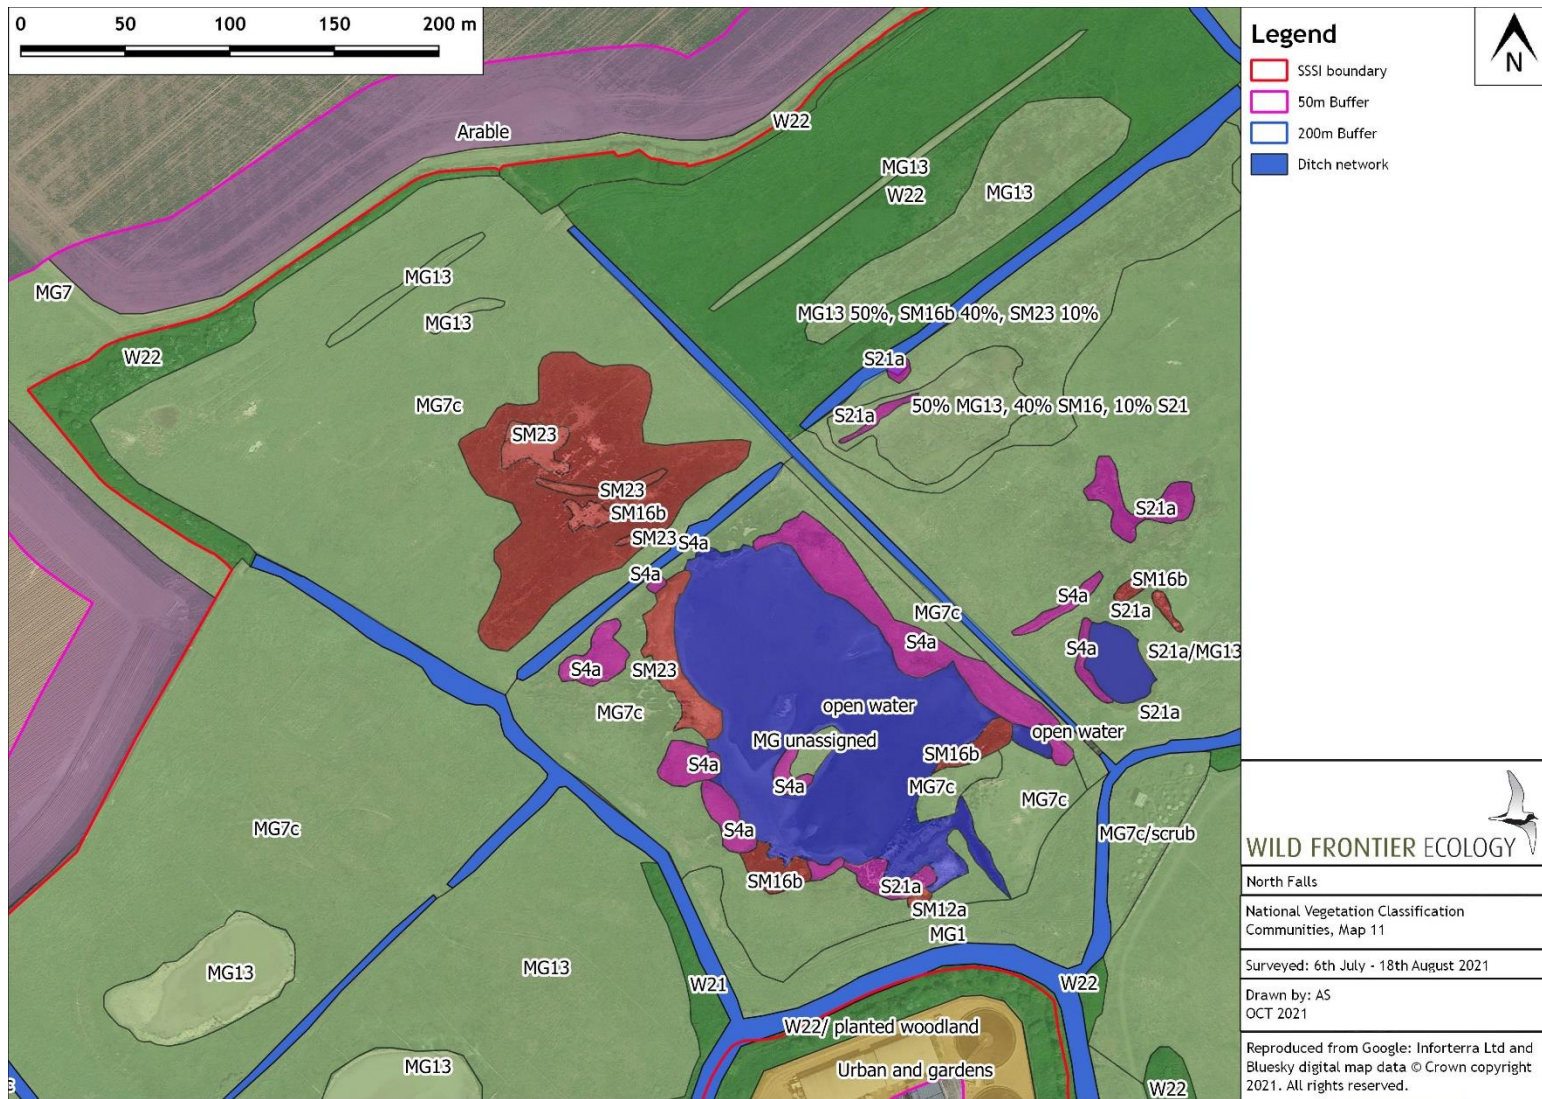 0 50 100 150 200 m
Arable
W22
MG13
W22
MG13
MG13
MG7
MG13
W22
MG13 50%, SM16b 40%, SM23 10%
S21a
MG7c
S21a
50% MG13, 40% SM16, 10% S21
SM23
SM23
SM16b
S21a
SM23
S4a
S4a
SM16b
S4a
S21a
MG7c
S4a
S4a
S21a/MG13
S4a
SM23
MG7c
open water
S21a
MG unassigned
open water
SM16b
S4a
S4a
MG7c
MG7c
MG7c
S4a
MG7c/scrub
SM16b
S21a
SM12a
MG1
MG13
MG13
W21
W22
W22/ planted woodland
MG13
Urban and gardens
W22
Legend
SSSI boundary
50m Buffer
200m Buffer
Ditch network
N
WILD FRONTIER ECOLOGY
North Falls
National Vegetation Classification
Communities, Map 11
Surveyed: 6th July - 18th August 2021
Drawn by: AS
OCT 2021
Reproduced from Google: Inforterra Ltd and
Bluesky digital map data © Crown copyright
2021. All rights reserved.